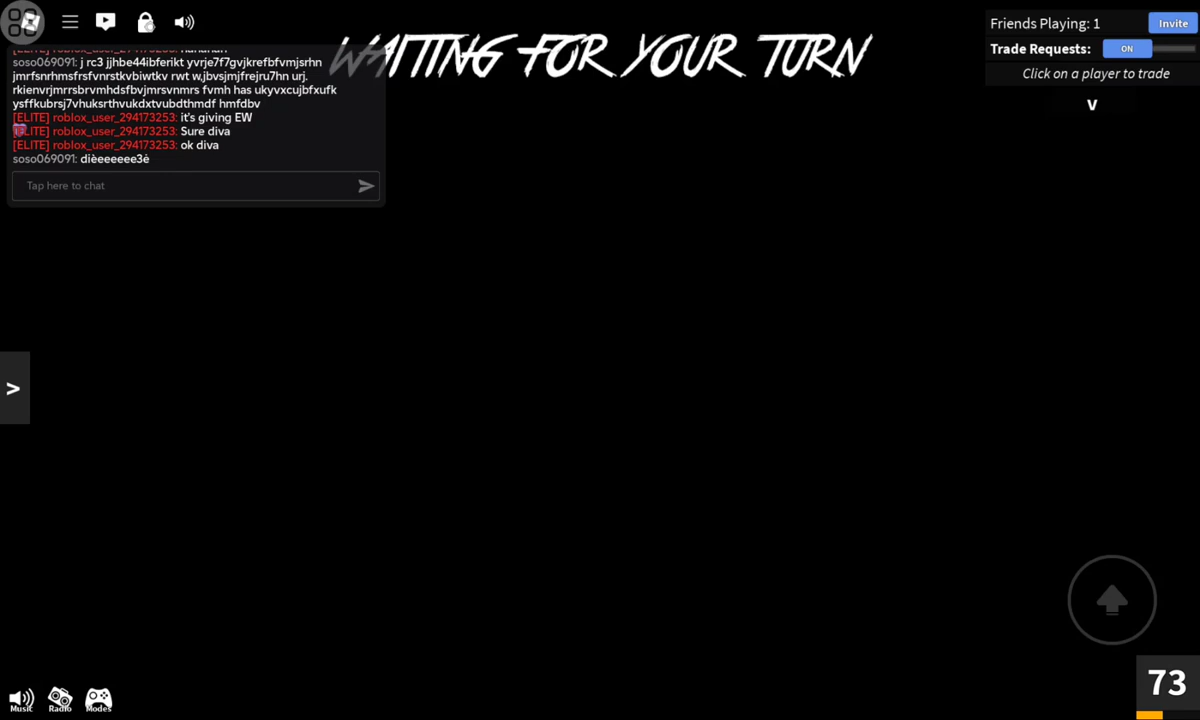 WAITING FOR YOUR TURN
Friends Playing: 1
Invite
Trade Requests:
ON
Click on a player to trade
v
soso069091: j rc3 jjhbe44ibferikt yvrje7f7gvjkrefbfvmjsrhn
jmrfsnrhmsfrsfvnrstkvbiwtkv rwt w,jbvsjmjfrejru7hn urj.
rkienvrjmrrsbrvmhdsfbvjmrsvnmrs fvmh has ukyvxcujbfxufk
ysffkubrsj7vhuksrthvukdxtvubdthmdf hmfdbv
[ELITE] roblox_user_294173253: it's giving EW
[ELITE] roblox_user_294173253: Sure diva
[ELITE] roblox_user_294173253: ok diva
soso069091: dièeeeeee3ė
Tap here to chat
>
Music
Radio
Modes
73